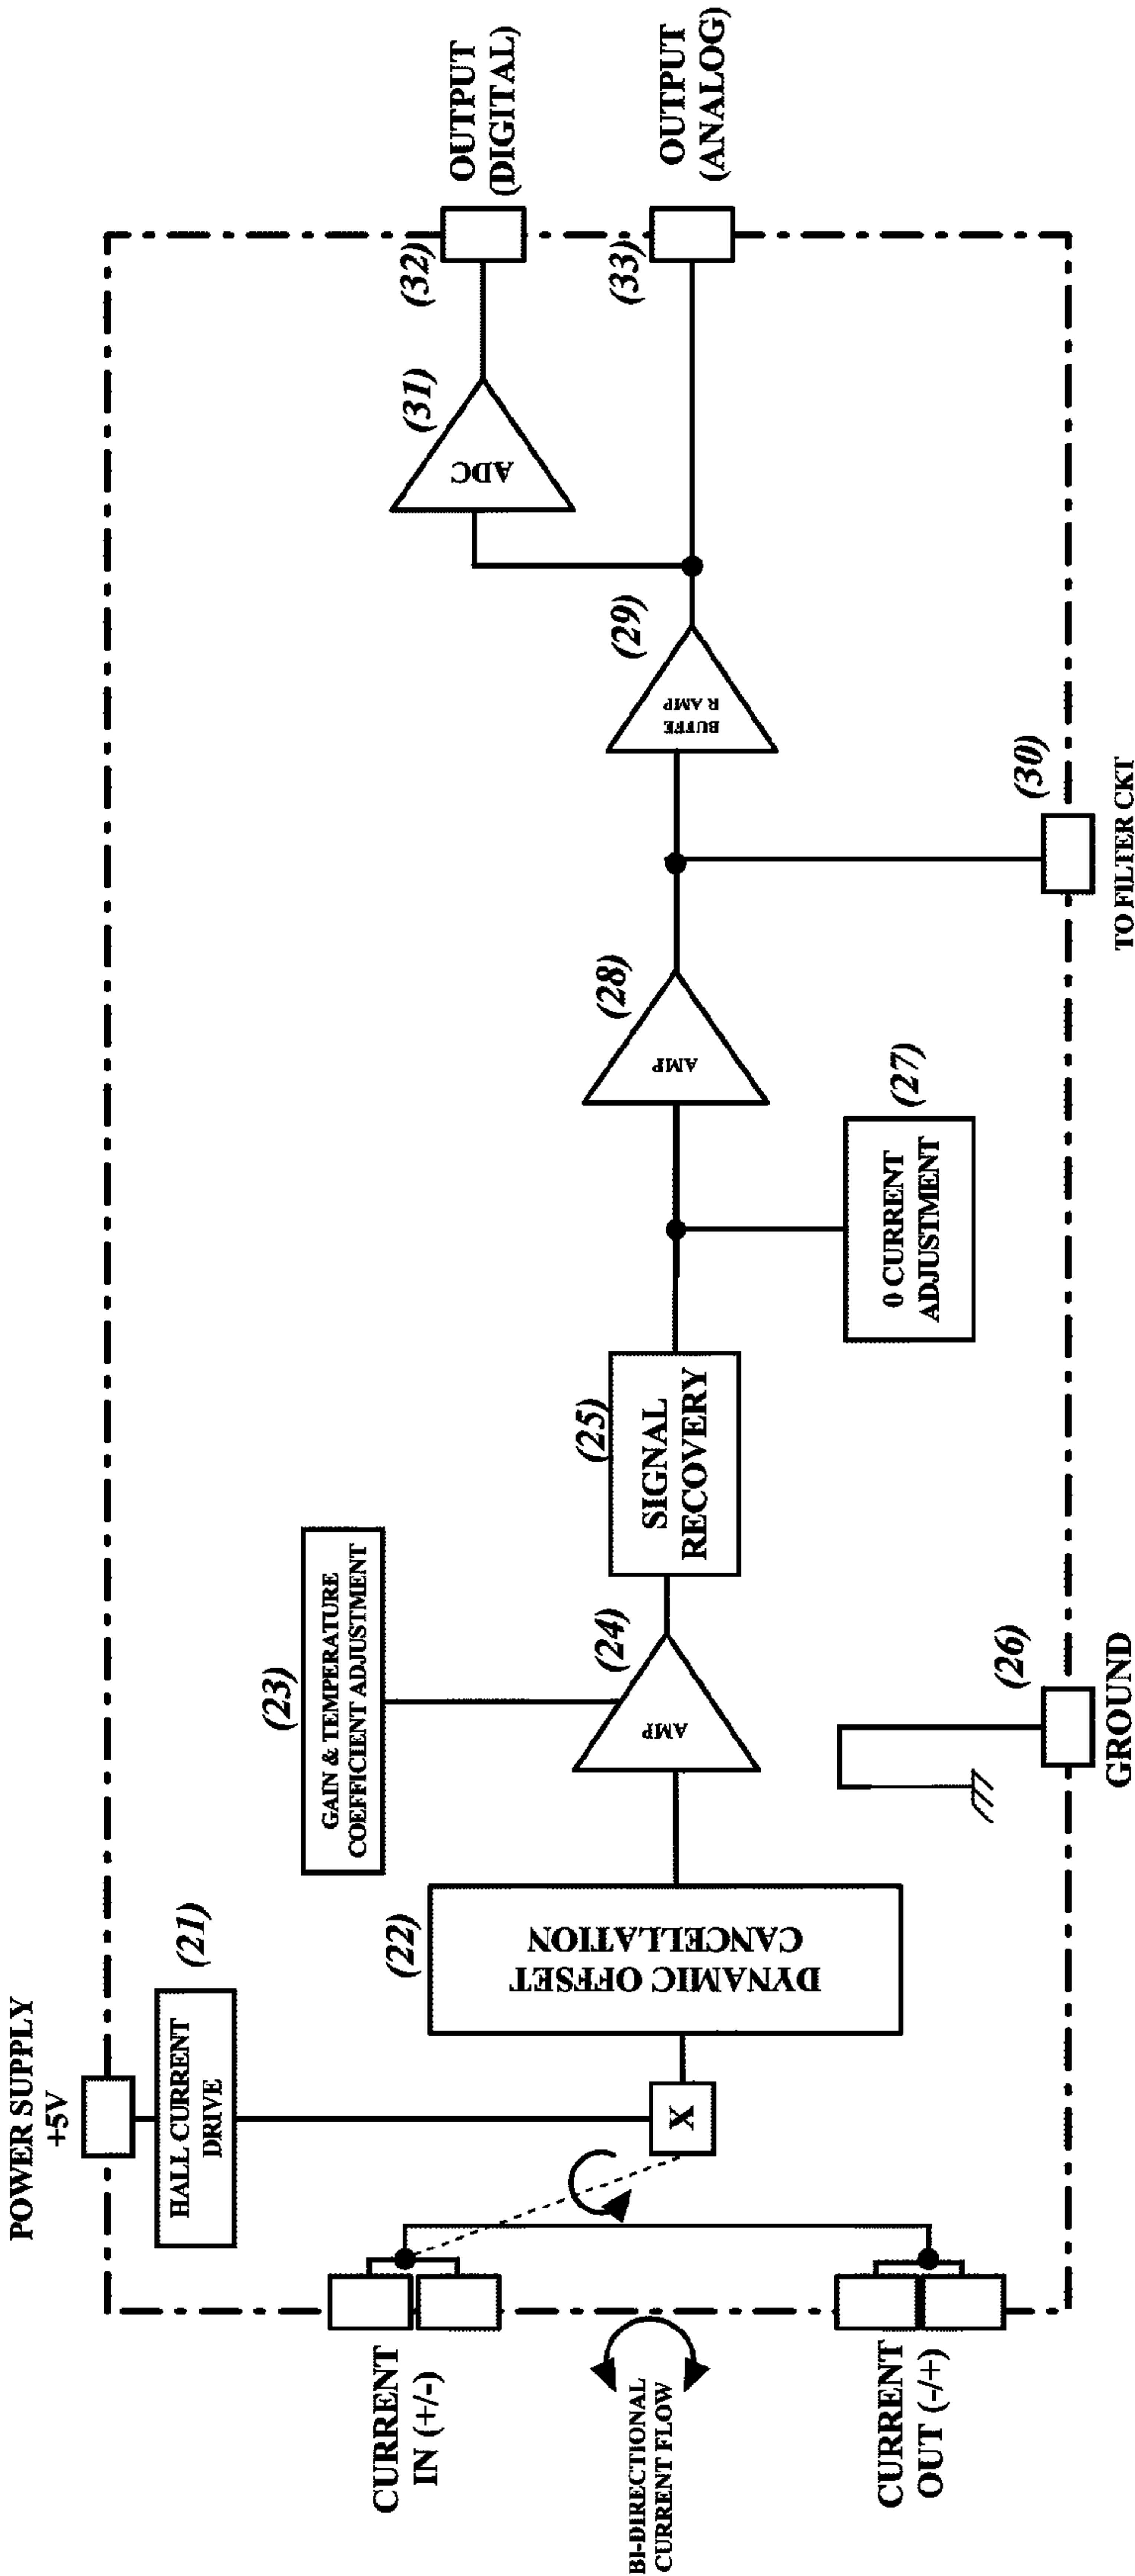 POWER SUPPLY
+5V
HALL CURRENT
DRIVE
(21)
CURRENT
IN (+/-)
BI-DIRECTIONAL
CURRENT FLOW
CURRENT
OUT (-/+)
X
(22)
DYNAMIC OFFSET
CANCELLATION
(23)
GAIN & TEMPERATURE
COEFFICIENT ADJUSTMENT
AMP
(24)
(25)
SIGNAL
RECOVERY
(26)
GROUND
0 CURRENT
ADJUSTMENT
(27)
AMP
(28)
BUFFE
R AMP
(29)
(30)
TO FILTER CKT
ADC
(31)
(32)
OUTPUT
(DIGITAL)
(33)
OUTPUT
(ANALOG)